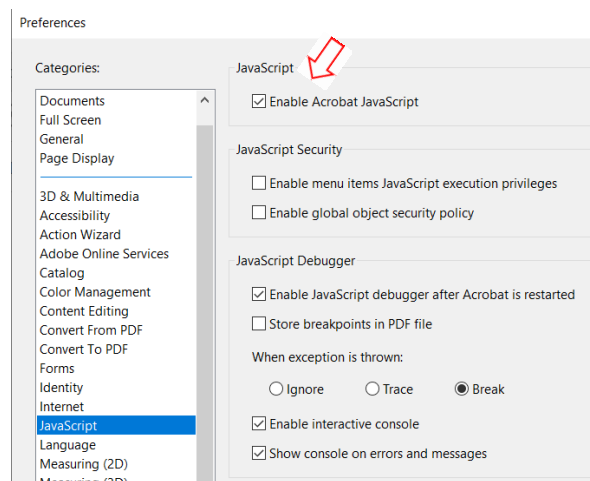 Preferences
Categories:
Documents
Full Screen
General
Page Display
3D & Multimedia
Accessibility
Action Wizard
Adobe Online Services
Catalog
Color Management
Content Editing
Convert From PDF
Convert To PDF
Forms
Identity
Internet
JavaScript
Language
Measuring (2D)
JavaScript
Enable Acrobat JavaScript
JavaScript Security
Enable menu items JavaScript execution privileges
Enable global object security policy
JavaScript Debugger
Enable JavaScript debugger after Acrobat is restarted
Store breakpoints in PDF file
When exception is thrown:
Ignore Trace Break
Enable interactive console
Show console on errors and messages